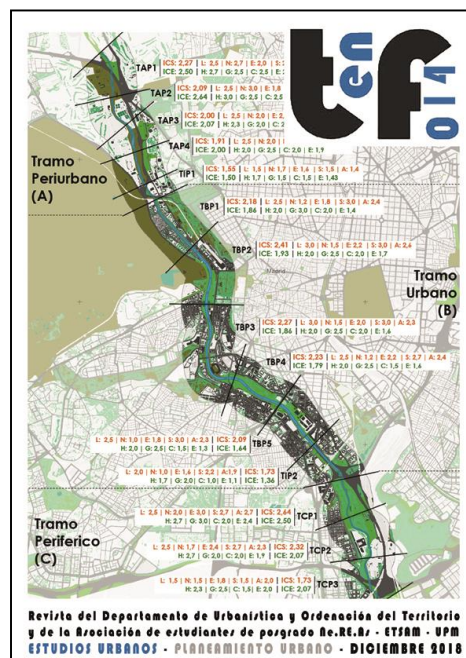 ten
f
014
TAP1
ICS: 2,27 | L: 2,5 | N: 2,7 | E: 2,0 |
ICE: 2,50 | H: 2,7 | G: 2,5 | C: 2,5 |
TAP2
ICS: 2,09 | L: 2,5 | N: 3,0 | E: 1,8
ICE: 2,64 | H: 3,0 | G: 2,5 | C: 2,5
TAP3
ICS: 2,00 | L: 2,5 | N: 2,0 |
ICE: 2,07 | H: 2,3 | G: 2,0 |
TAP4
ICS: 1,91 | L: 2,5 | N: 2,0 |
ICE: 2,00 | H: 2,0 | G: 2,5 | C: 2,0 | E: 1,9
Tramo
Periurbano
(A)
TIP1
ICS: 1,55 | L: 1,5 | N: 1,7 | E: 1,6 | S: 1,5 | A: 1,4
ICE: 1,50 | H: 1,7 | G: 1,5 | C: 1,5 | E: 1,43
TBP1
ICS: 2,18 | L: 2,5 | N: 1,2 | E: 1,8 | S: 3,0 | A: 2,4
ICE: 1,86 | H: 2,0 | G: 3,0 | C: 2,0 | E: 1,4
TBP2
ICS: 2,41 | L: 3,0 | N: 1,5 | E: 2,2 | S: 3,0 | A: 2,6
ICE: 1,93 | H: 2,0 | G: 2,5 | C: 2,0 | E: 1,7
Tramo
Urbano
(B)
TBP3
ICS: 2,27 | L: 3,0 | N: 1,5 | E: 2,0 | S: 3,0 | A: 2,3
ICE: 1,86 | H: 2,0 | G: 2,5 | C: 2,0 | E: 1,6
TBP4
ICS: 2,23 | L: 2,5 | N: 1,2 | E: 2,2 | S: 2,7 | A: 2,4
ICE: 1,79 | H: 2,0 | G: 2,5 | C: 1,5 | E: 1,6
TBP5
L: 2,5 | N: 1,0 | E: 1,8 | S: 3,0 | A: 2,3 | ICS: 2,09
H: 2,0 | G: 2,5 | C: 1,5 | E: 1,3 | ICE: 1,64
TIP2
L: 2,0 | N: 1,0 | E: 1,6 | S: 2,2 | A: 1,9 | ICS: 1,73
H: 1,7 | G: 2,0 | C: 1,0 | E: 1,1 | ICE: 1,36
Tramo
Periferico
(C)
TCP1
L: 2,5 | N: 2,0 | E: 3,0 | S: 2,7 | A: 2,7 | ICS: 2,64
H: 2,7 | G: 3,0 | C: 2,0 | E: 2,4 | ICE: 2,50
TCP2
L: 2,5 | N: 1,7 | E: 2,4 | S: 2,7 | A: 2,3 | ICS: 2,32
H: 2,7 | G: 2,0 | C: 2,0 | E: 1,9 | ICE: 2,07
TCP3
L: 1,5 | N: 1,5 | E: 1,8 | S: 1,5 | A: 2,0 | ICS: 1,73
H: 2,3 | G: 2,5 | C: 1,5 | E: 2,0 | ICE: 2,07
Revista del Departamento de Urbanística y Ordenación del Territorio
y de la Asociación de estudiantes de posgrado Ne.RE.As - ETSAM - UPM
ESTUDIOS URBANOS - PLANEAMIENTO URBANO - DICIEMBRE 2018